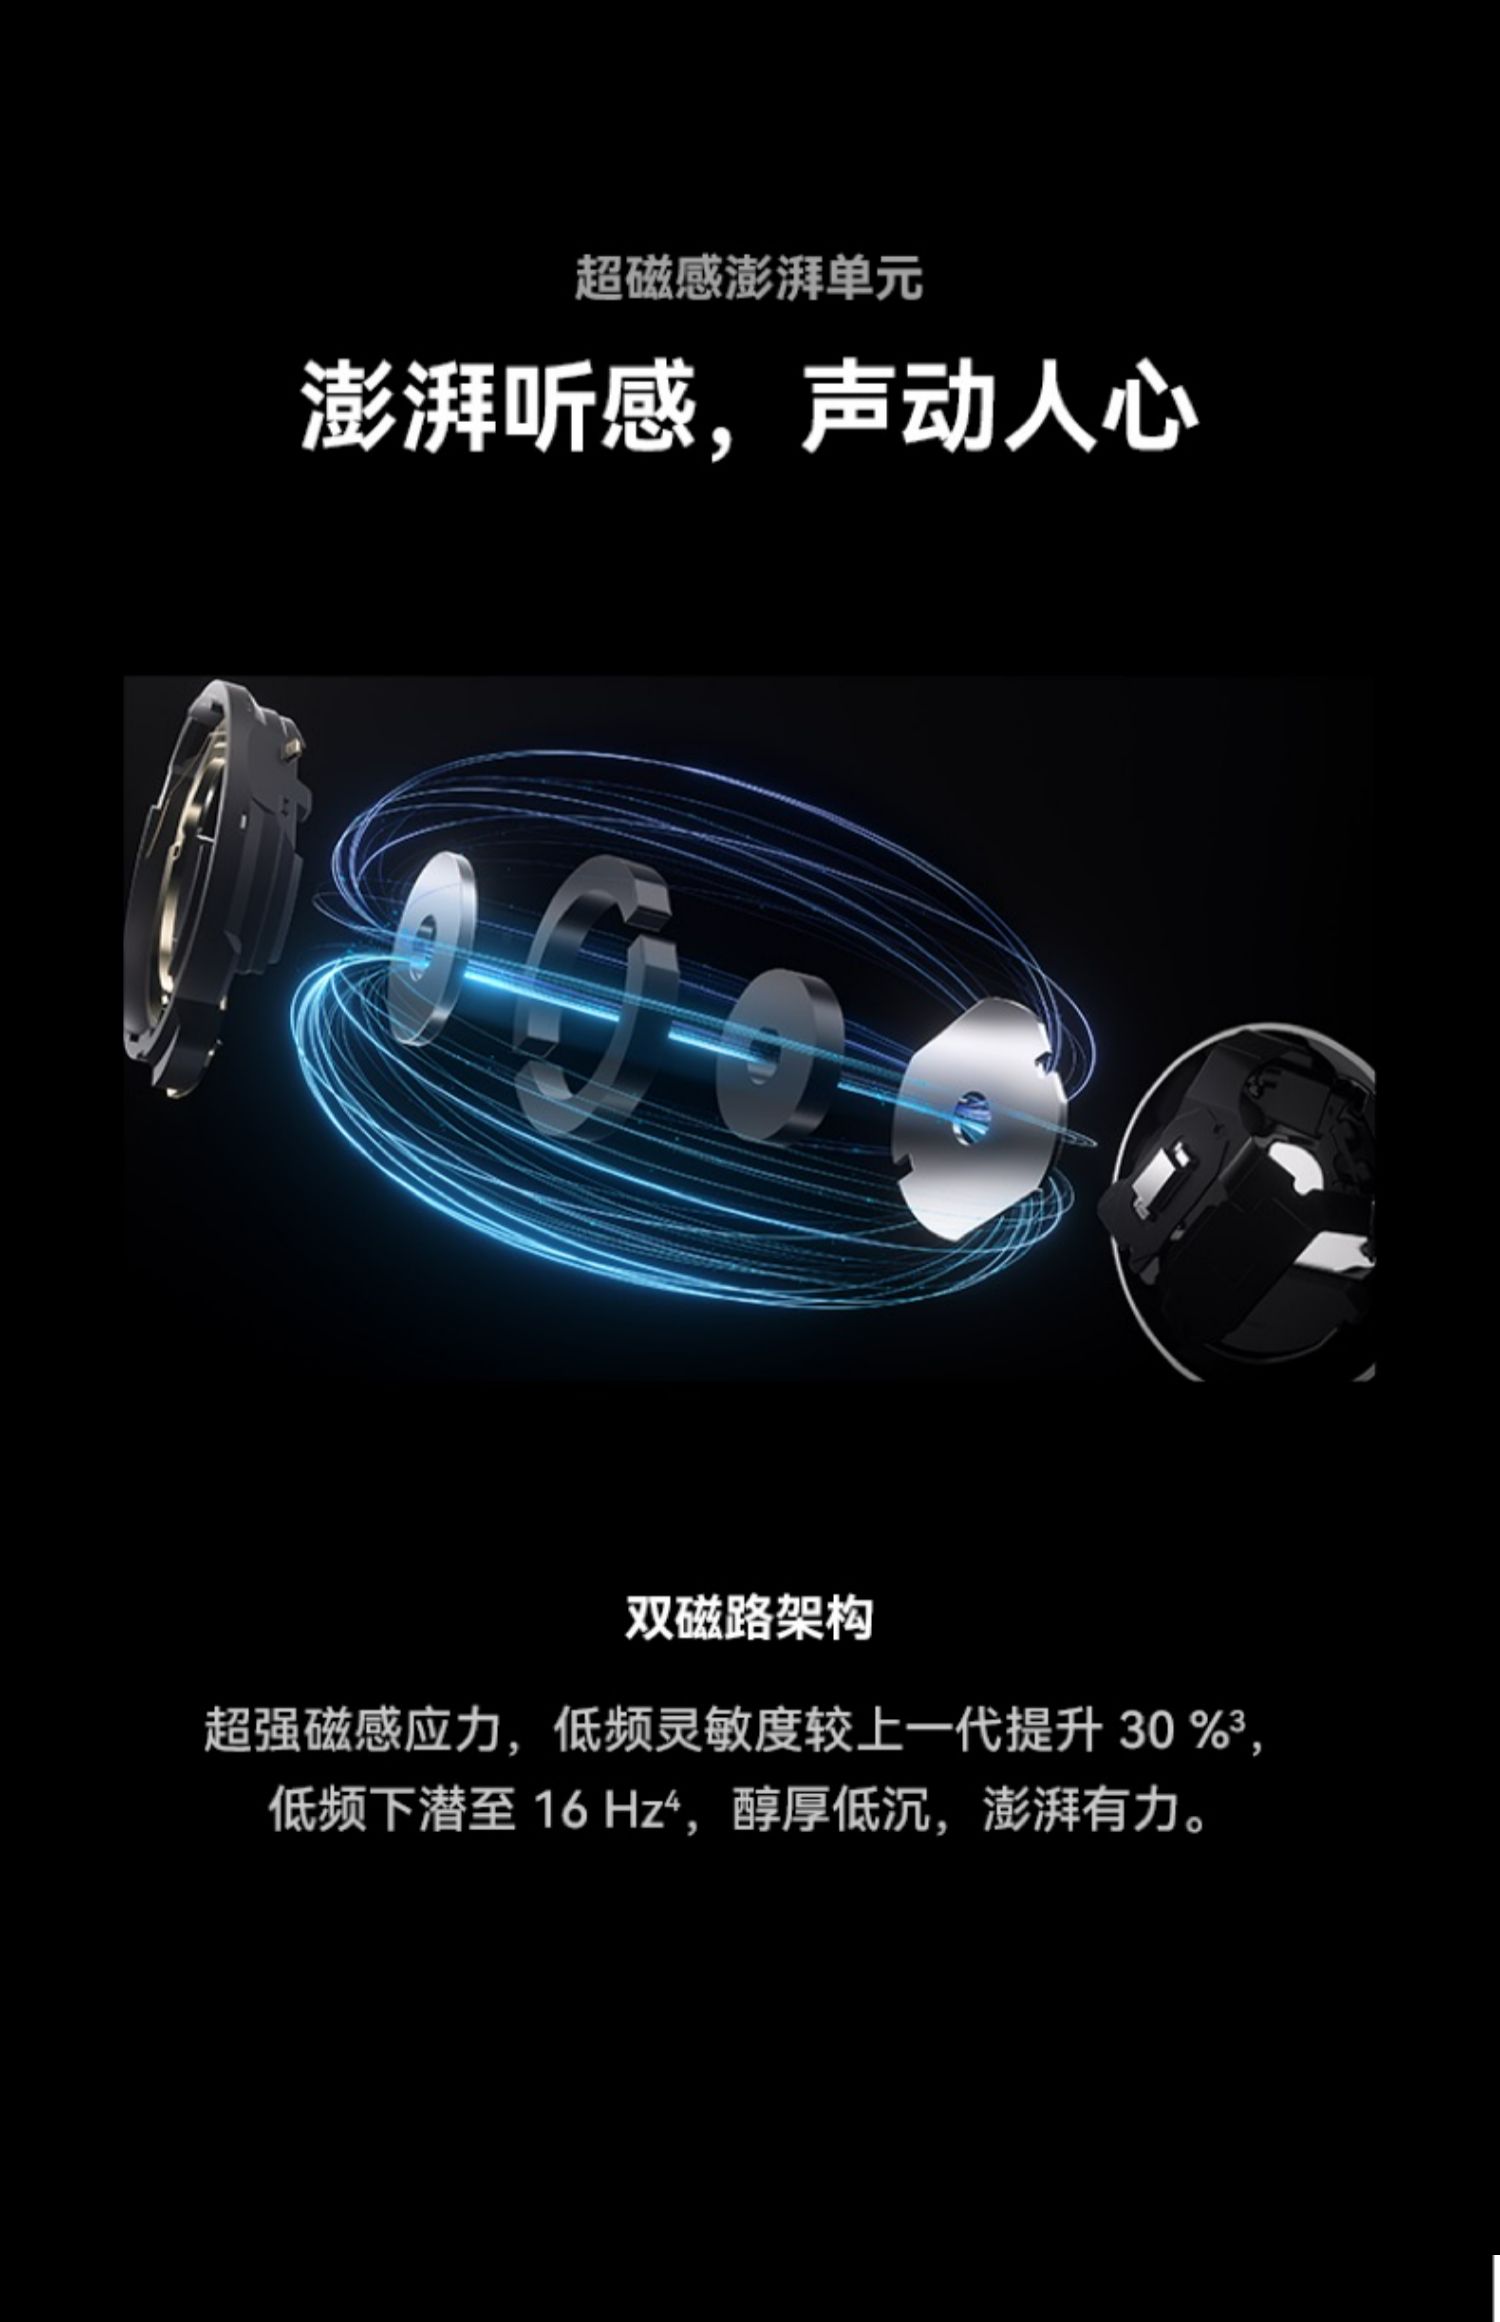 超磁感澎湃单元
澎湃听感，声动人心
双磁路架构
超强磁感应力，低频灵敏度较上一代提升 30 %³，
低频下潜至 16 Hz⁴，醇厚低沉，澎湃有力。